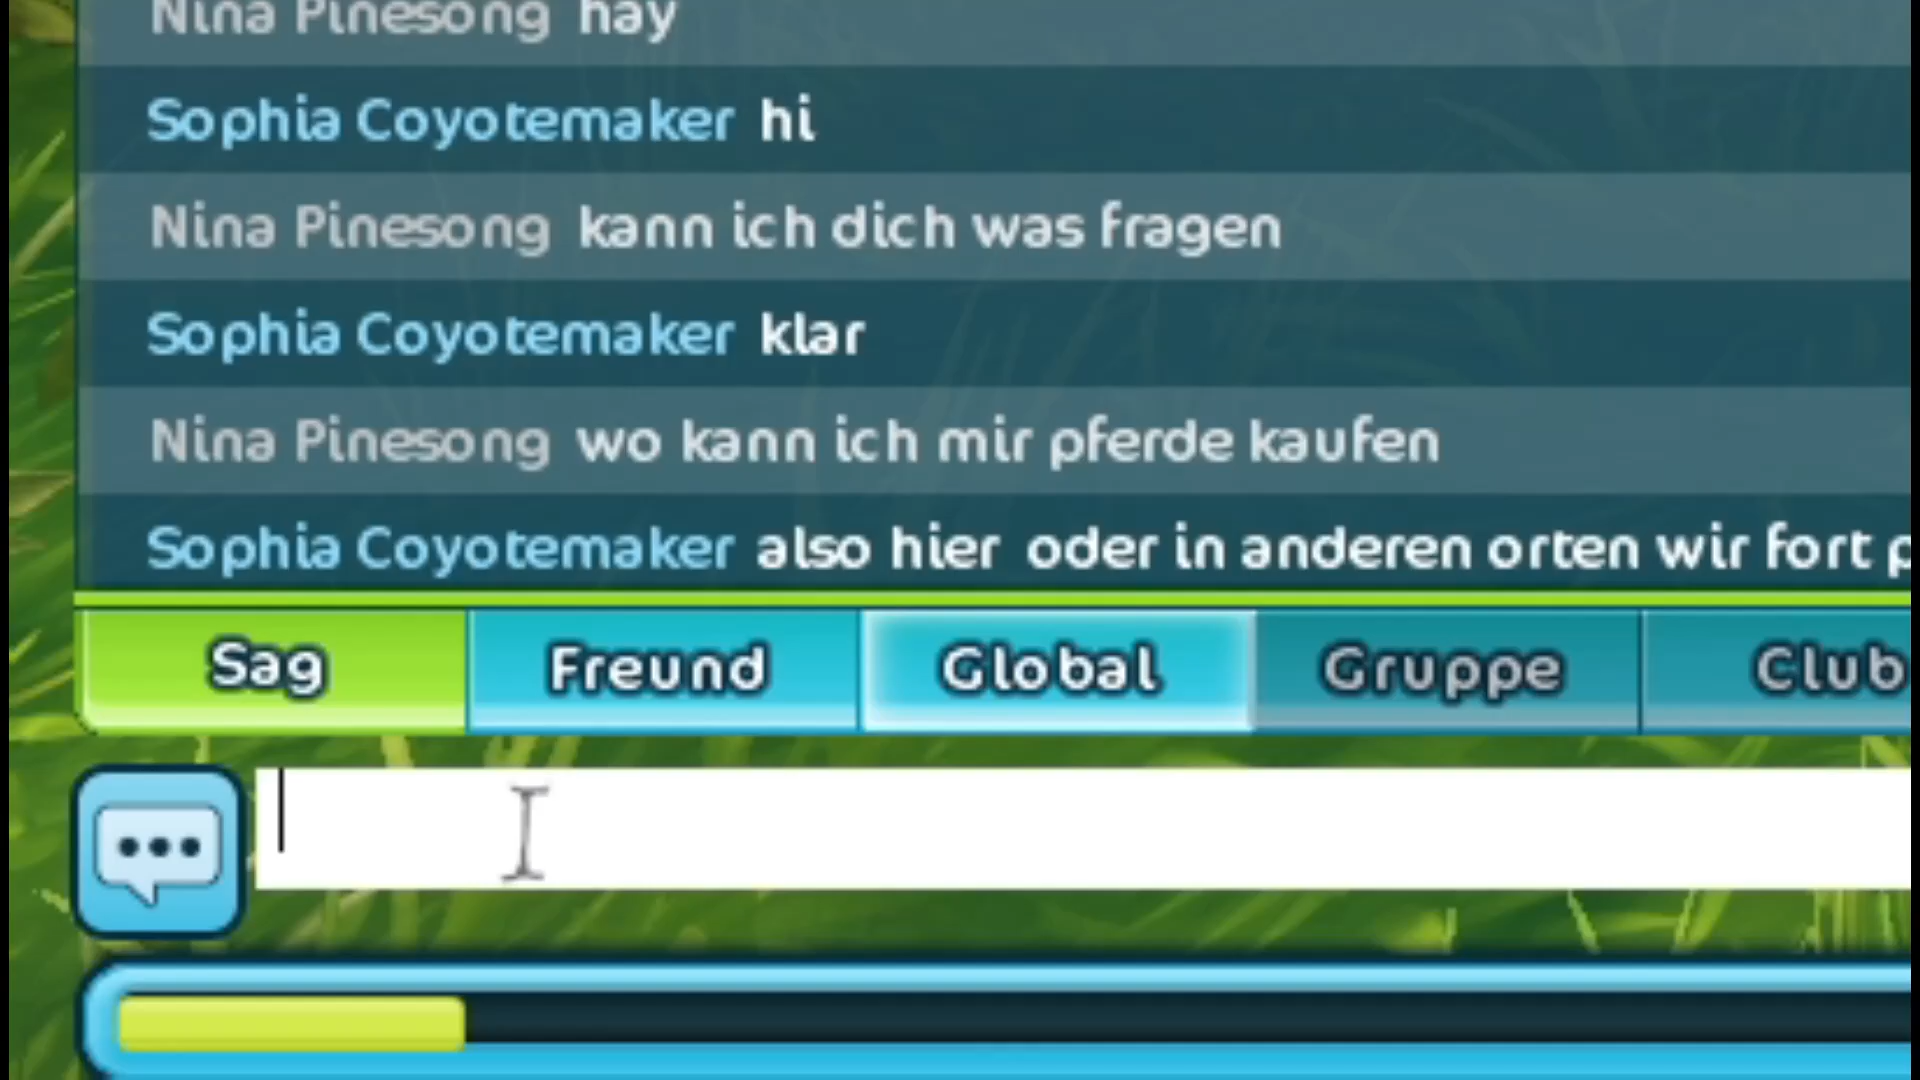 Nina Pinesong hay
Sophia Coyotemaker hi
Nina Pinesong kann ich dich was fragen
Sophia Coyotemaker klar
Nina Pinesong wo kann ich mir pferde kaufen
Sophia Coyotemaker also hier oder in anderen orten wir fort
Sag Freund Global Gruppe Club